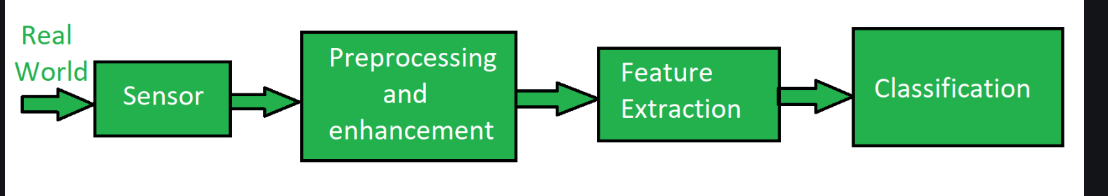 Real
World
Sensor
Preprocessing
and
enhancement
Feature
Extraction
Classification